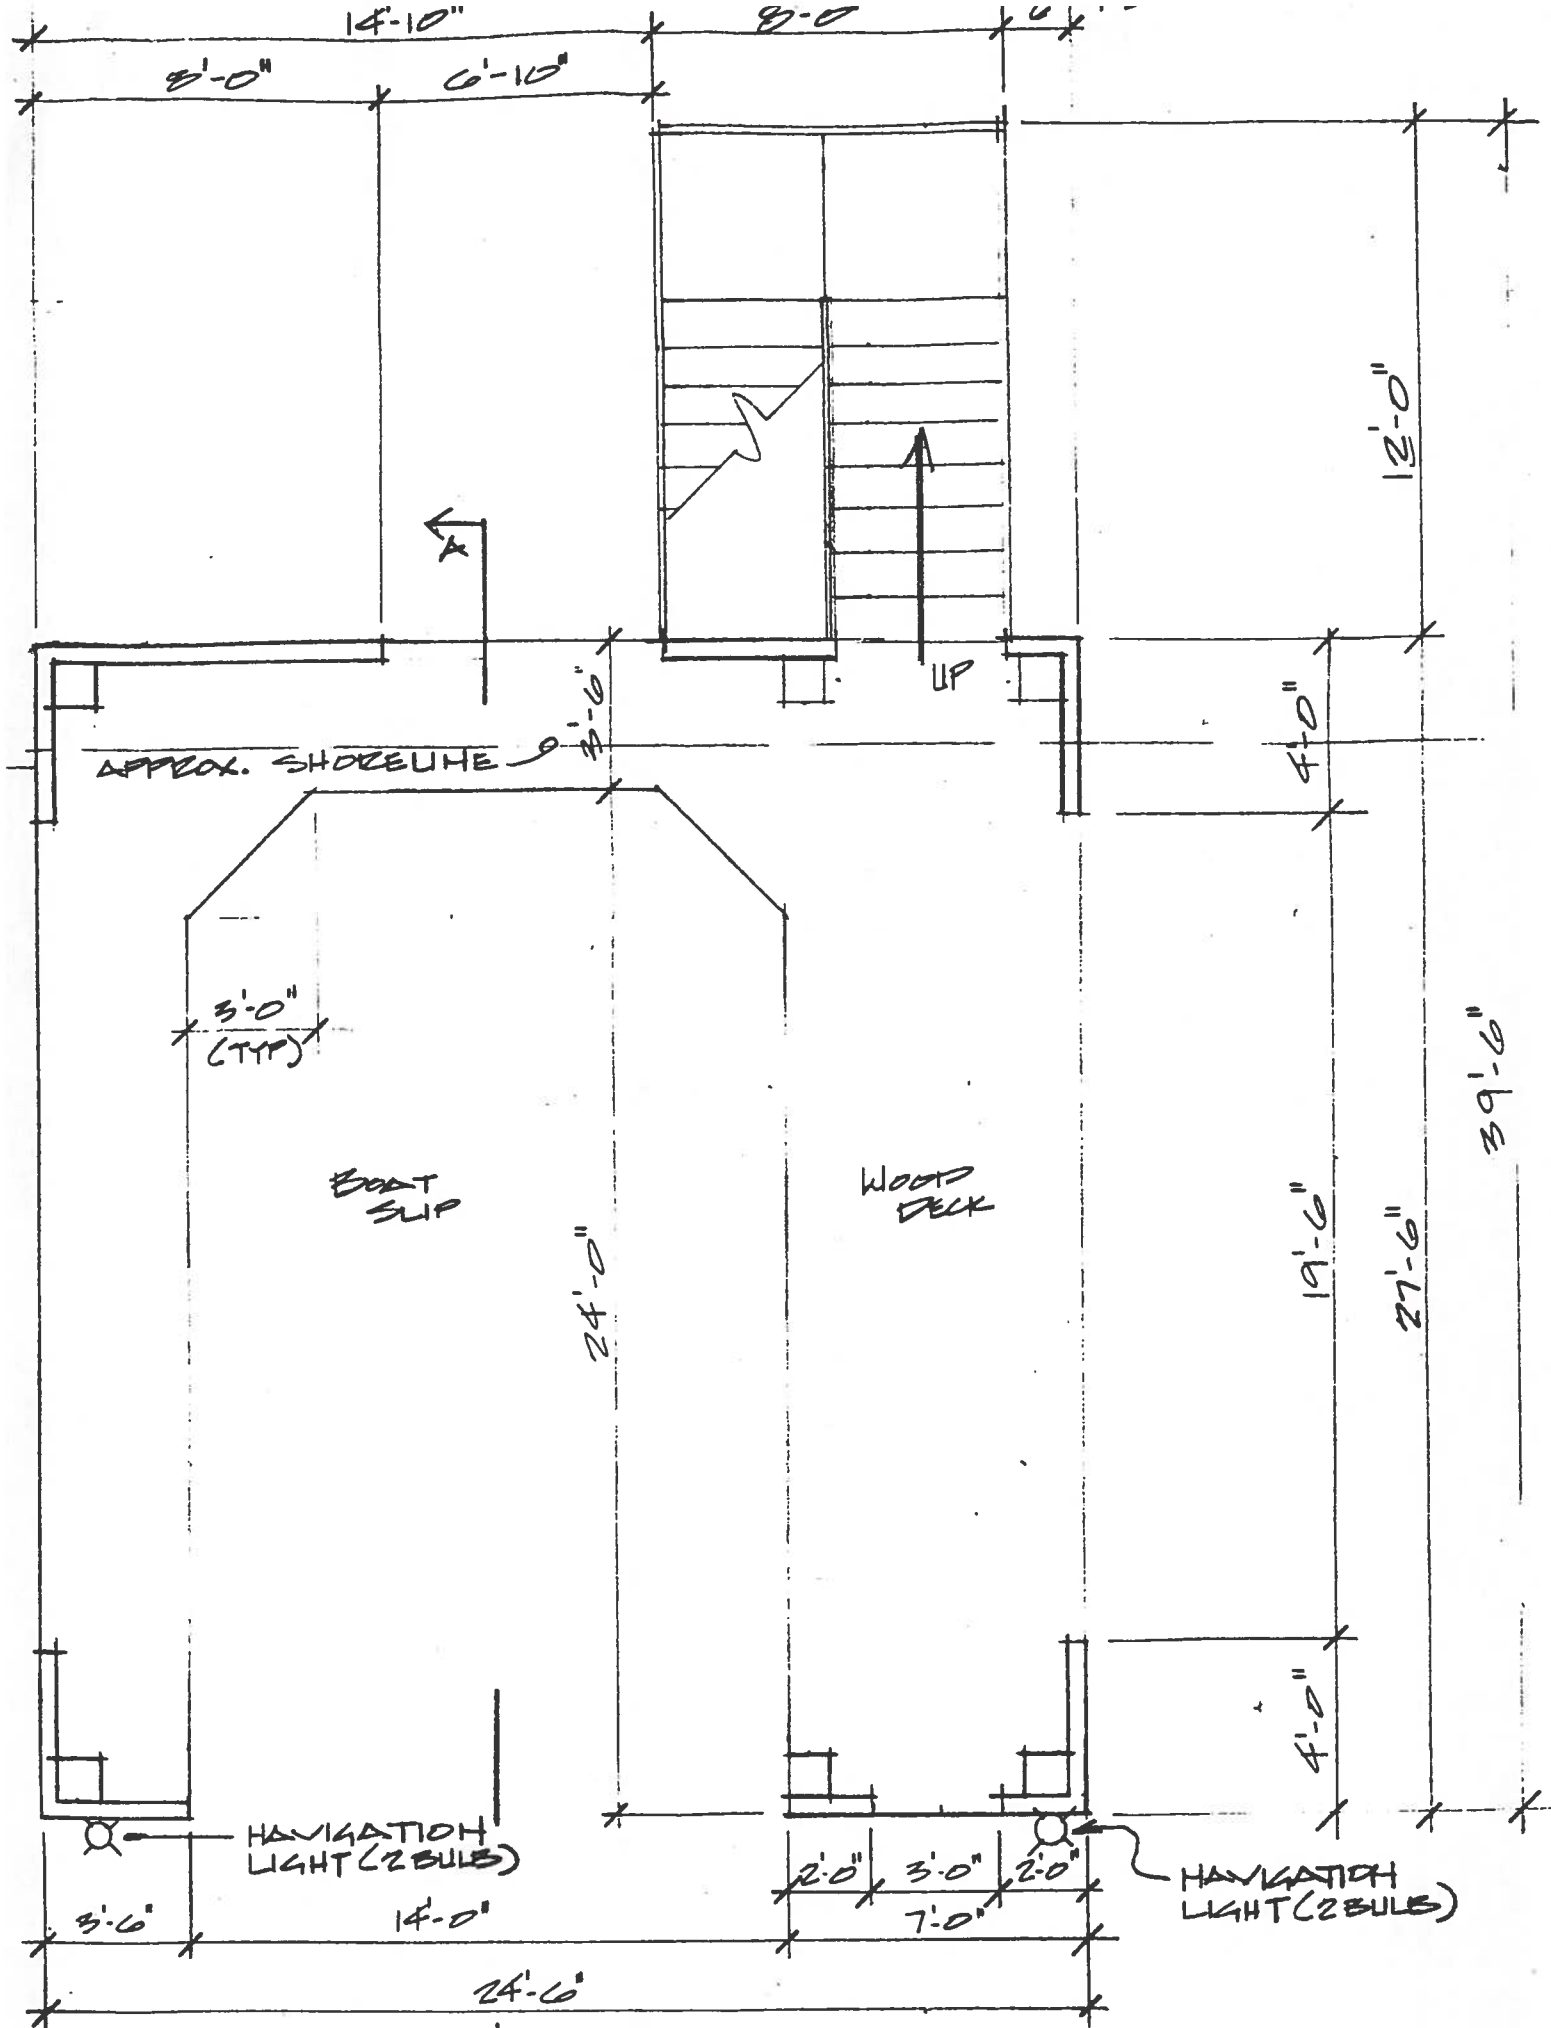 14'-10"
8'-0
8'-0"
6'-10"
12'-0"
A
UP
3'-6"
4'-0"
APPROX. SHORELINE
3'-0"
(TYP)
39'-6"
BOAT
SLIP
WOOD
DECK
24'-0"
19'-6"
27'-6"
4'-0"
NAVIGATION
LIGHT (2 BULB)
2'-0"
3'-0"
2'-0"
NAVIGATION
LIGHT (2 BULB)
3'-6"
14'-0"
7'-0"
24'-6"